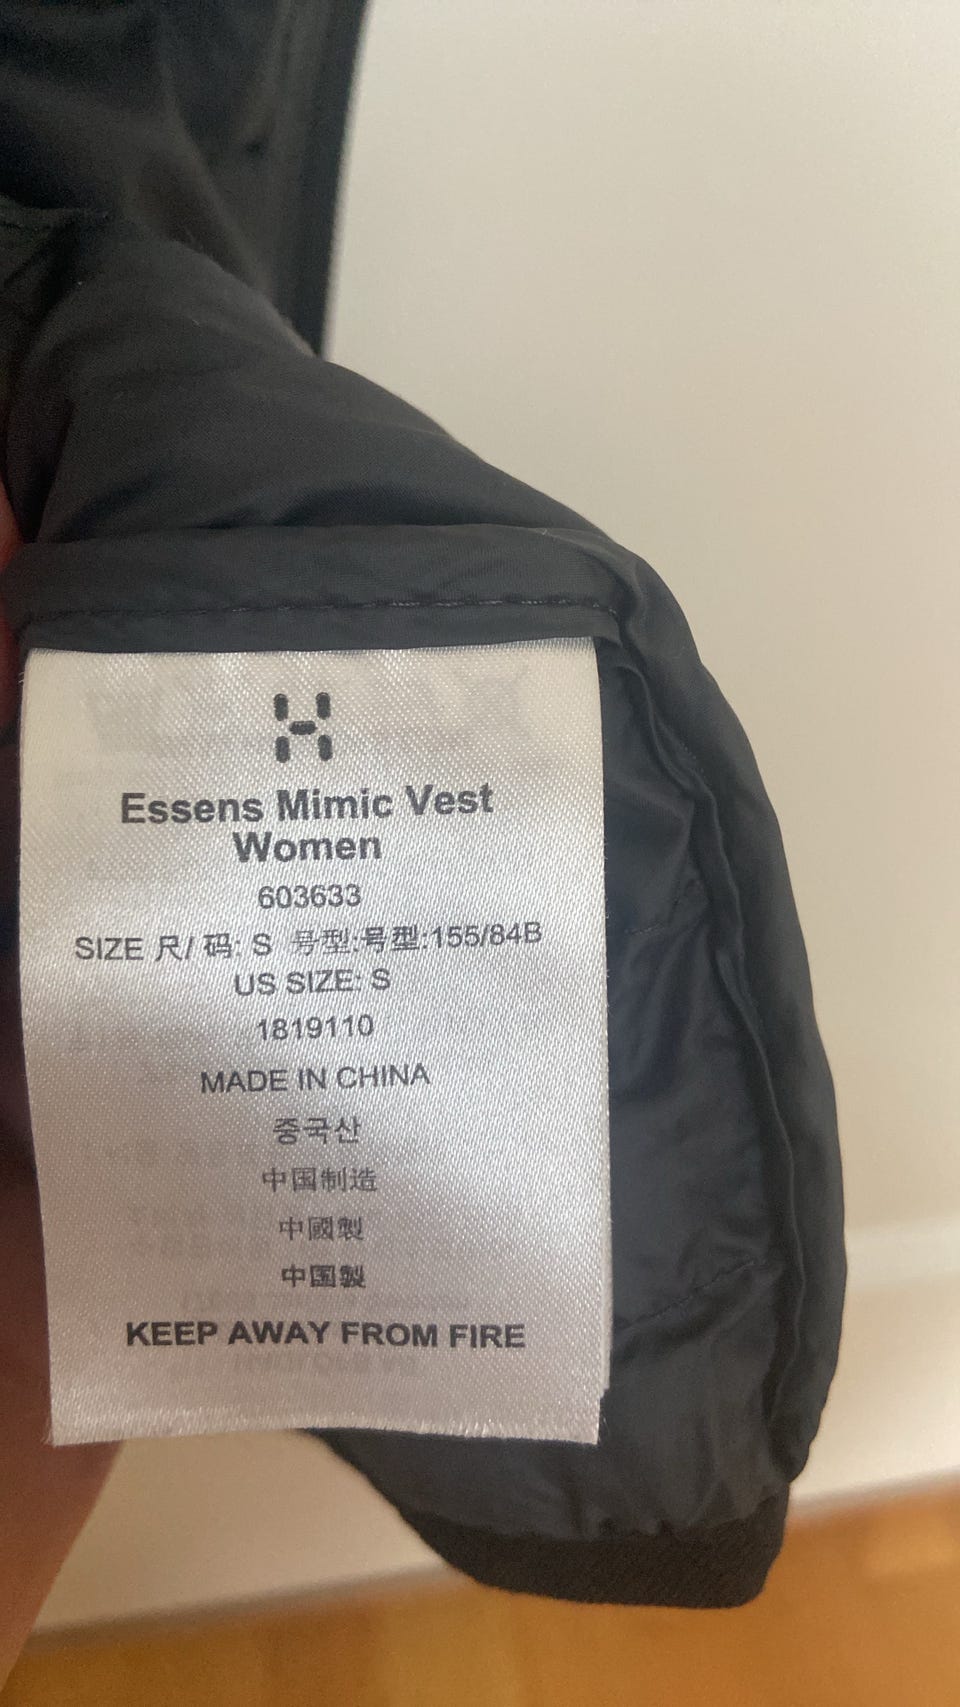 Essens Mimic Vest
Women
603633
SIZE 尺/ 码: S 号型:号型:155/84B
US SIZE: S
1819110
MADE IN CHINA
중국산
中国制造
中國製
中国製
KEEP AWAY FROM FIRE